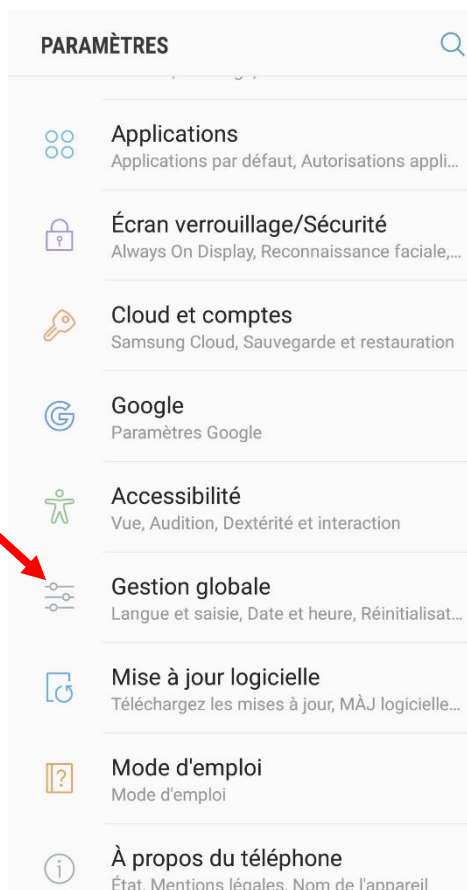 PARAMÈTRES
Applications
Applications par défaut, Autorisations appli...
Écran verrouillage/Sécurité
Always On Display, Reconnaissance faciale,...
Cloud et comptes
Samsung Cloud, Sauvegarde et restauration
Google
Paramètres Google
Accessibilité
Vue, Audition, Dextérité et interaction
Gestion globale
Langue et saisie, Date et heure, Réinitialisat...
Mise à jour logicielle
Téléchargez les mises à jour, MÀJ logicielle...
Mode d'emploi
Mode d'emploi
À propos du téléphone
État, Mentions légales, Nom de l'appareil